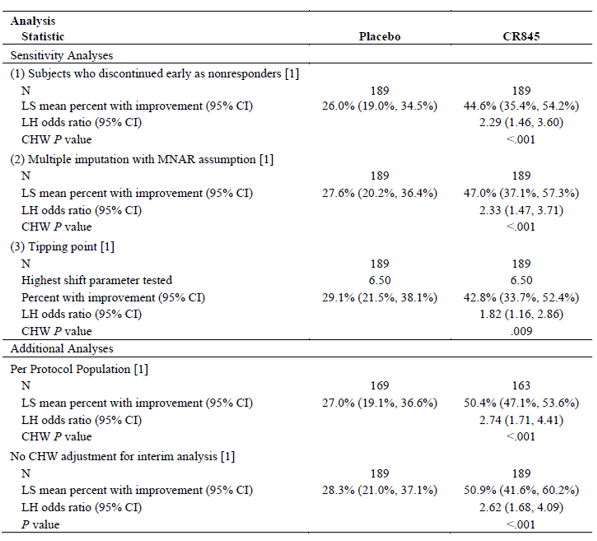 Analysis
Statistic Placebo CR845
Sensitivity Analyses
(1) Subjects who discontinued early as nonresponders [1]
N 189 189
LS mean percent with improvement (95% CI) 26.0% (19.0%, 34.5%) 44.6% (35.4%, 54.2%)
LH odds ratio (95% CI) 2.29 (1.46, 3.60)
CHW P value <.001
(2) Multiple imputation with MNAR assumption [1]
N 189 189
LS mean percent with improvement (95% CI) 27.6% (20.2%, 36.4%) 47.0% (37.1%, 57.3%)
LH odds ratio (95% CI) 2.33 (1.47, 3.71)
CHW P value <.001
(3) Tipping point [1]
N 189 189
Highest shift parameter tested 6.50 6.50
Percent with improvement (95% CI) 29.1% (21.5%, 38.1%) 42.8% (33.7%, 52.4%)
LH odds ratio (95% CI) 1.82 (1.16, 2.86)
CHW P value .009
Additional Analyses
Per Protocol Population [1]
N 169 163
LS mean percent with improvement (95% CI) 27.0% (19.1%, 36.6%) 50.4% (47.1%, 53.6%)
LH odds ratio (95% CI) 2.74 (1.71, 4.41)
CHW P value <.001
No CHW adjustment for interim analysis [1]
N 189 189
LS mean percent with improvement (95% CI) 28.3% (21.0%, 37.1%) 50.9% (41.6%, 60.2%)
LH odds ratio (95% CI) 2.62 (1.68, 4.09)
P value <.001